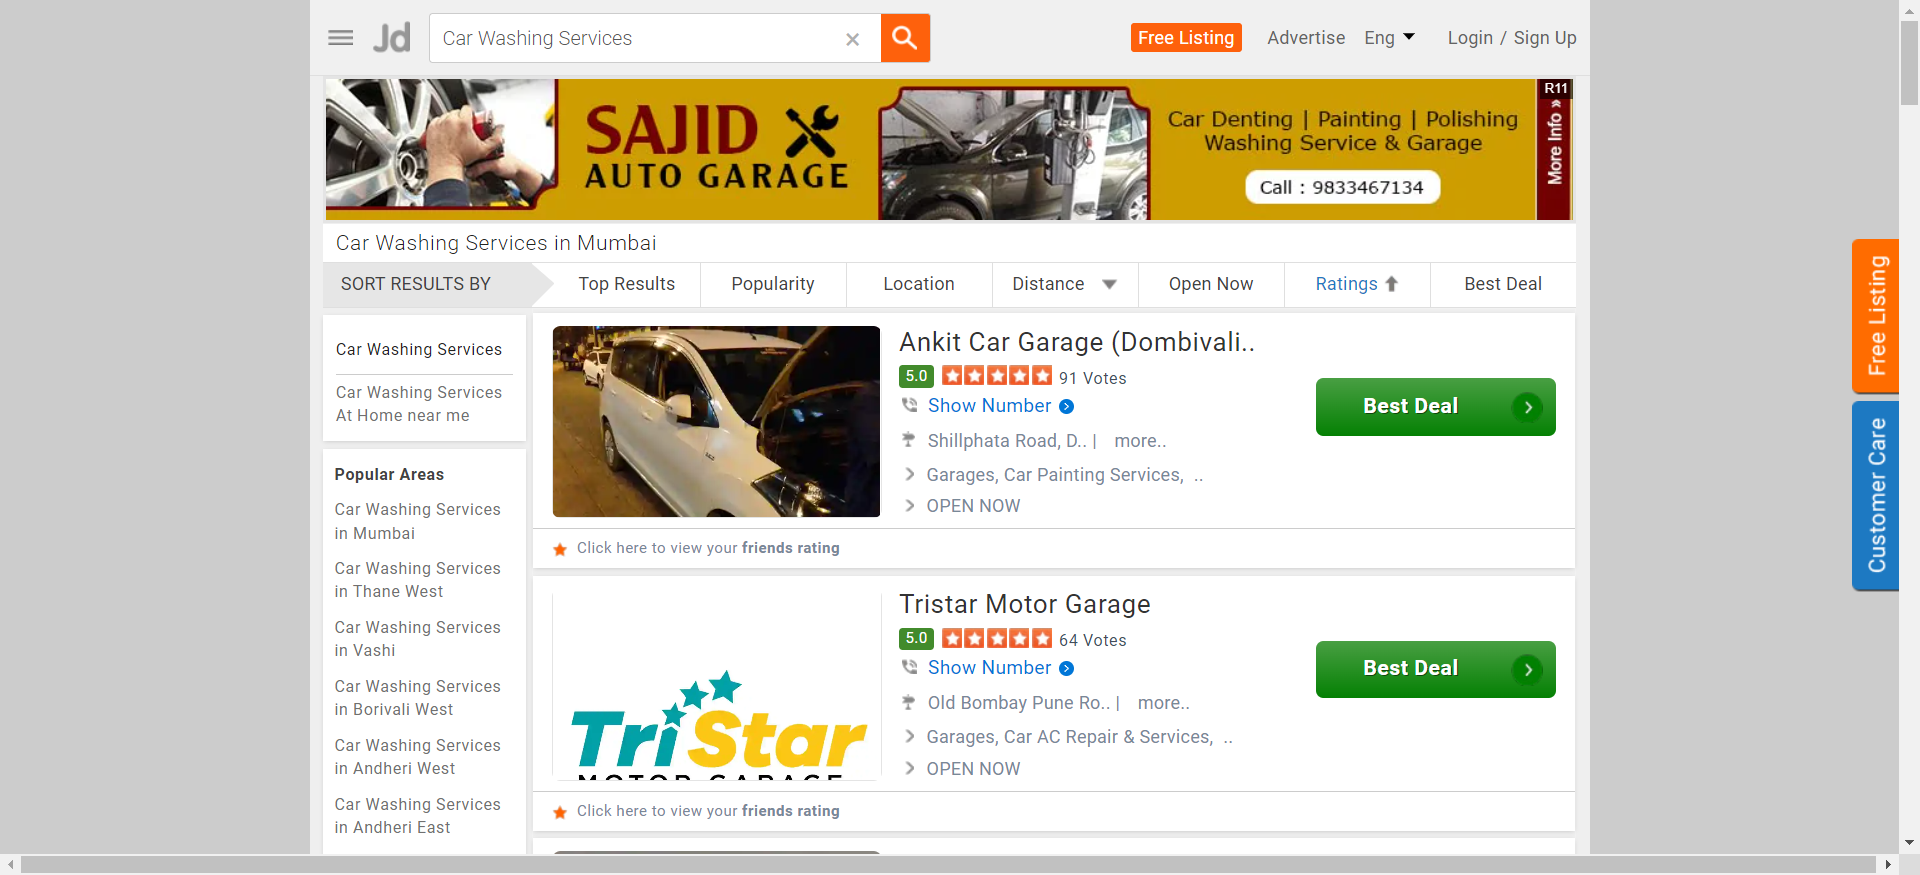 Jd
Car Washing Services
Free Listing
Advertise
Eng
Login / Sign Up
SAJID
AUTO GARAGE
Car Denting | Painting | Polishing
Washing Service & Garage
Call : 9833467134
R11
More Info »
Car Washing Services in Mumbai
SORT RESULTS BY
Top Results
Popularity
Location
Distance
Open Now
Ratings
Best Deal
Car Washing Services
Car Washing Services
At Home near me
Popular Areas
Car Washing Services
in Mumbai
Car Washing Services
in Thane West
Car Washing Services
in Vashi
Car Washing Services
in Borivali West
Car Washing Services
in Andheri West
Car Washing Services
in Andheri East
Ankit Car Garage (Dombivali..
5.0
91 Votes
Show Number
Shillphata Road, D.. | more..
Garages, Car Painting Services, ..
OPEN NOW
Best Deal
Click here to view your friends rating
TriStar
MOTOR GARAGE
Tristar Motor Garage
5.0
64 Votes
Show Number
Old Bombay Pune Ro.. | more..
Garages, Car AC Repair & Services, ..
OPEN NOW
Best Deal
Click here to view your friends rating
Free Listing
Customer Care